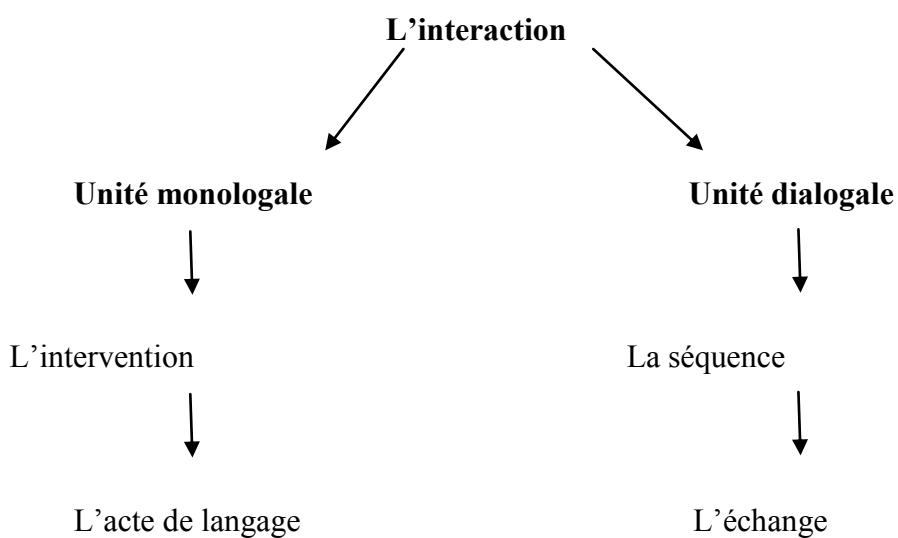 L’interaction
Unité monologale
Unité dialogale
L’intervention
La séquence
L’acte de langage
L’échange